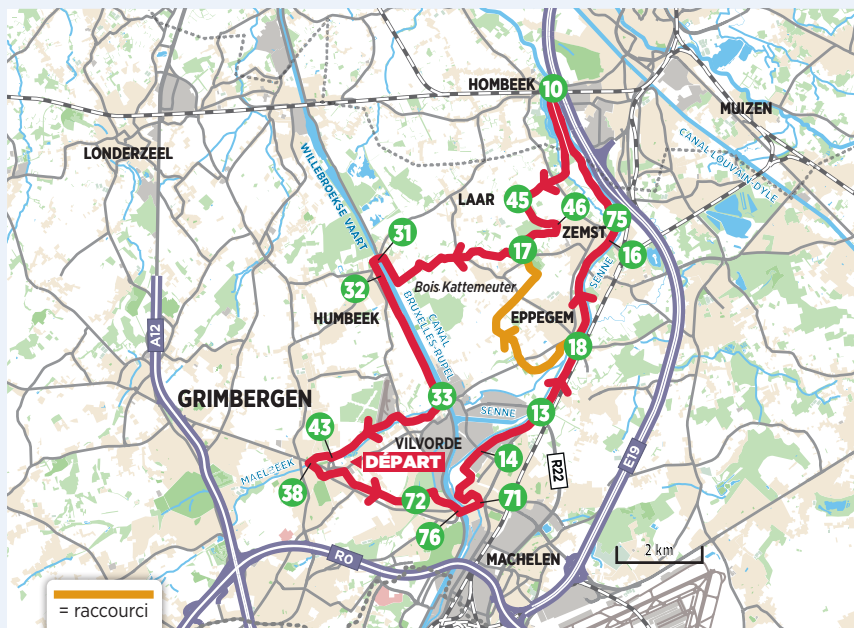 HOMBEEK
10
MUIZEN
LONDERZEEL
CANAL LOUVAIN-DYLE
WILLEBROEKSE VAART
LAAR
45
46
75
31
ZEMST
17
16
32
Bois Kattemeuter
SENNE
HUMBEEK
CANAL
BRUXELLES-RUPEL
EPPEGEM
A12
18
GRIMBERGEN
33
SENNE
13
43
VILVORDE
14
DÉPART
E19
R22
MAELBEEK
38
72
71
76
R0
MACHELEN
2 km
= raccourci